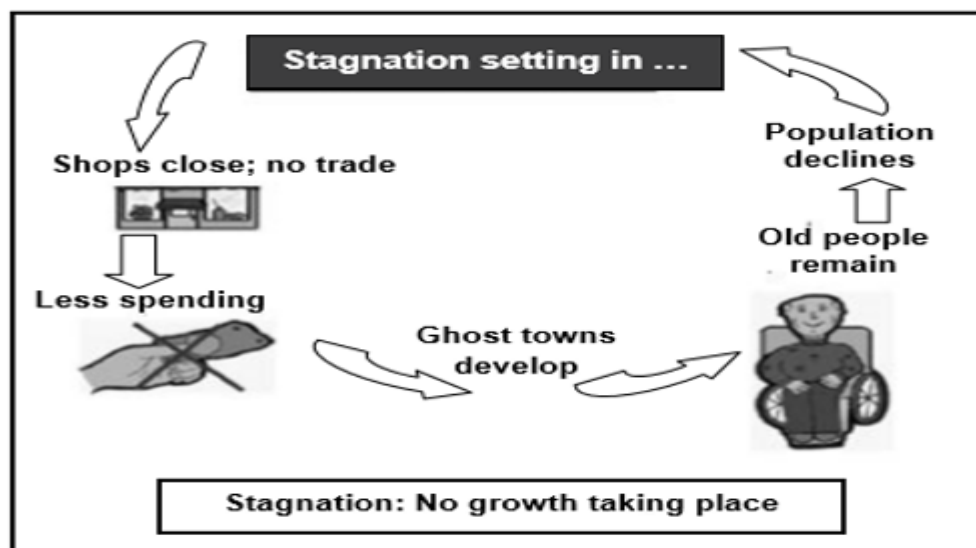 Stagnation setting in ...
Shops close; no trade
Less spending
Ghost towns
develop
Old people
remain
Population
declines
Stagnation: No growth taking place